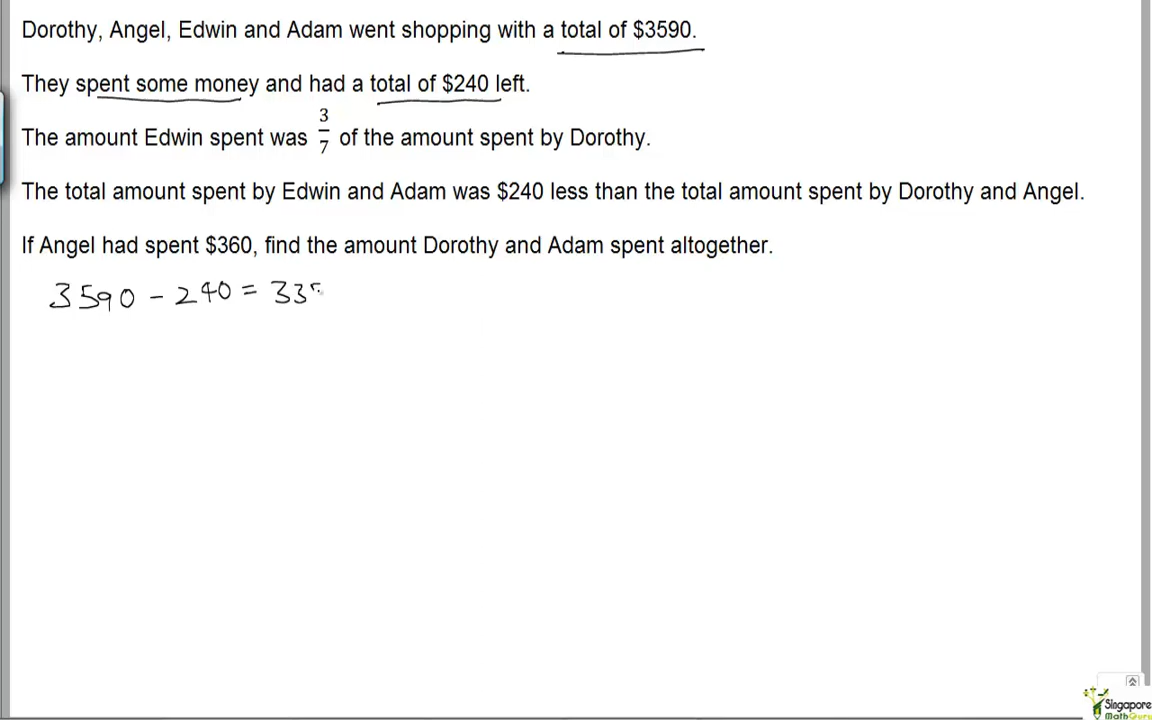 Dorothy, Angel, Edwin and Adam went shopping with a total of $3590.
They spent some money and had a total of $240 left.
The amount Edwin spent was 3/7 of the amount spent by Dorothy.
The total amount spent by Edwin and Adam was $240 less than the total amount spent by Dorothy and Angel.
If Angel had spent $360, find the amount Dorothy and Adam spent altogether.
3590 - 240 = 335
Singapore
MathGuru